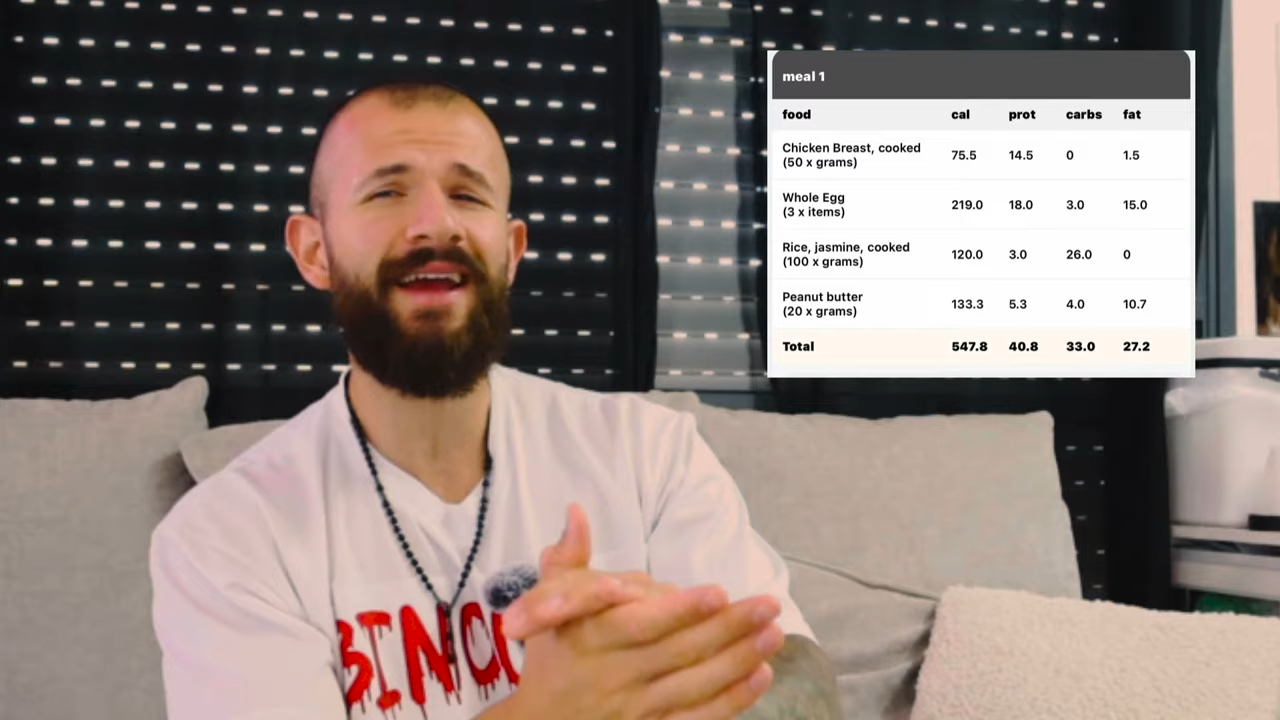 meal 1
food cal prot carbs fat
Chicken Breast, cooked
(50 x grams) 75.5 14.5 0 1.5
Whole Egg
(3 x items) 219.0 18.0 3.0 15.0
Rice, jasmine, cooked
(100 x grams) 120.0 3.0 26.0 0
Peanut butter
(20 x grams) 133.3 5.3 4.0 10.7
Total 547.8 40.8 33.0 27.2